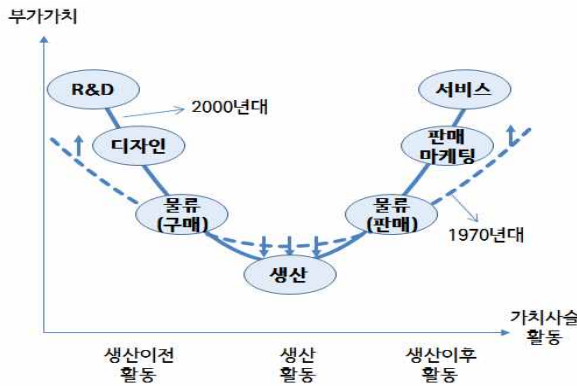 부가가치
R&D
서비스
2000년대
디자인
판매
마케팅
물류
(구매)
물류
(판매)
1970년대
생산
가치사슬
활동
생산이전
활동
생산
활동
생산이후
활동